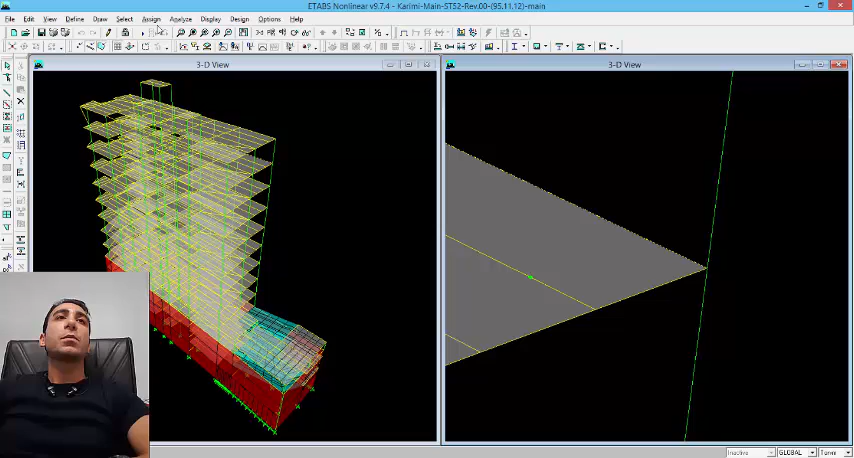 ETABS Nonlinear v9.7.4 - Karimi-Main-STS2-Rev.00-(95.11.12)-main
File Edit View Define Draw Select Assign Analyze Display Design Options Help
3-D View
3-D View
Inactive GLOBAL